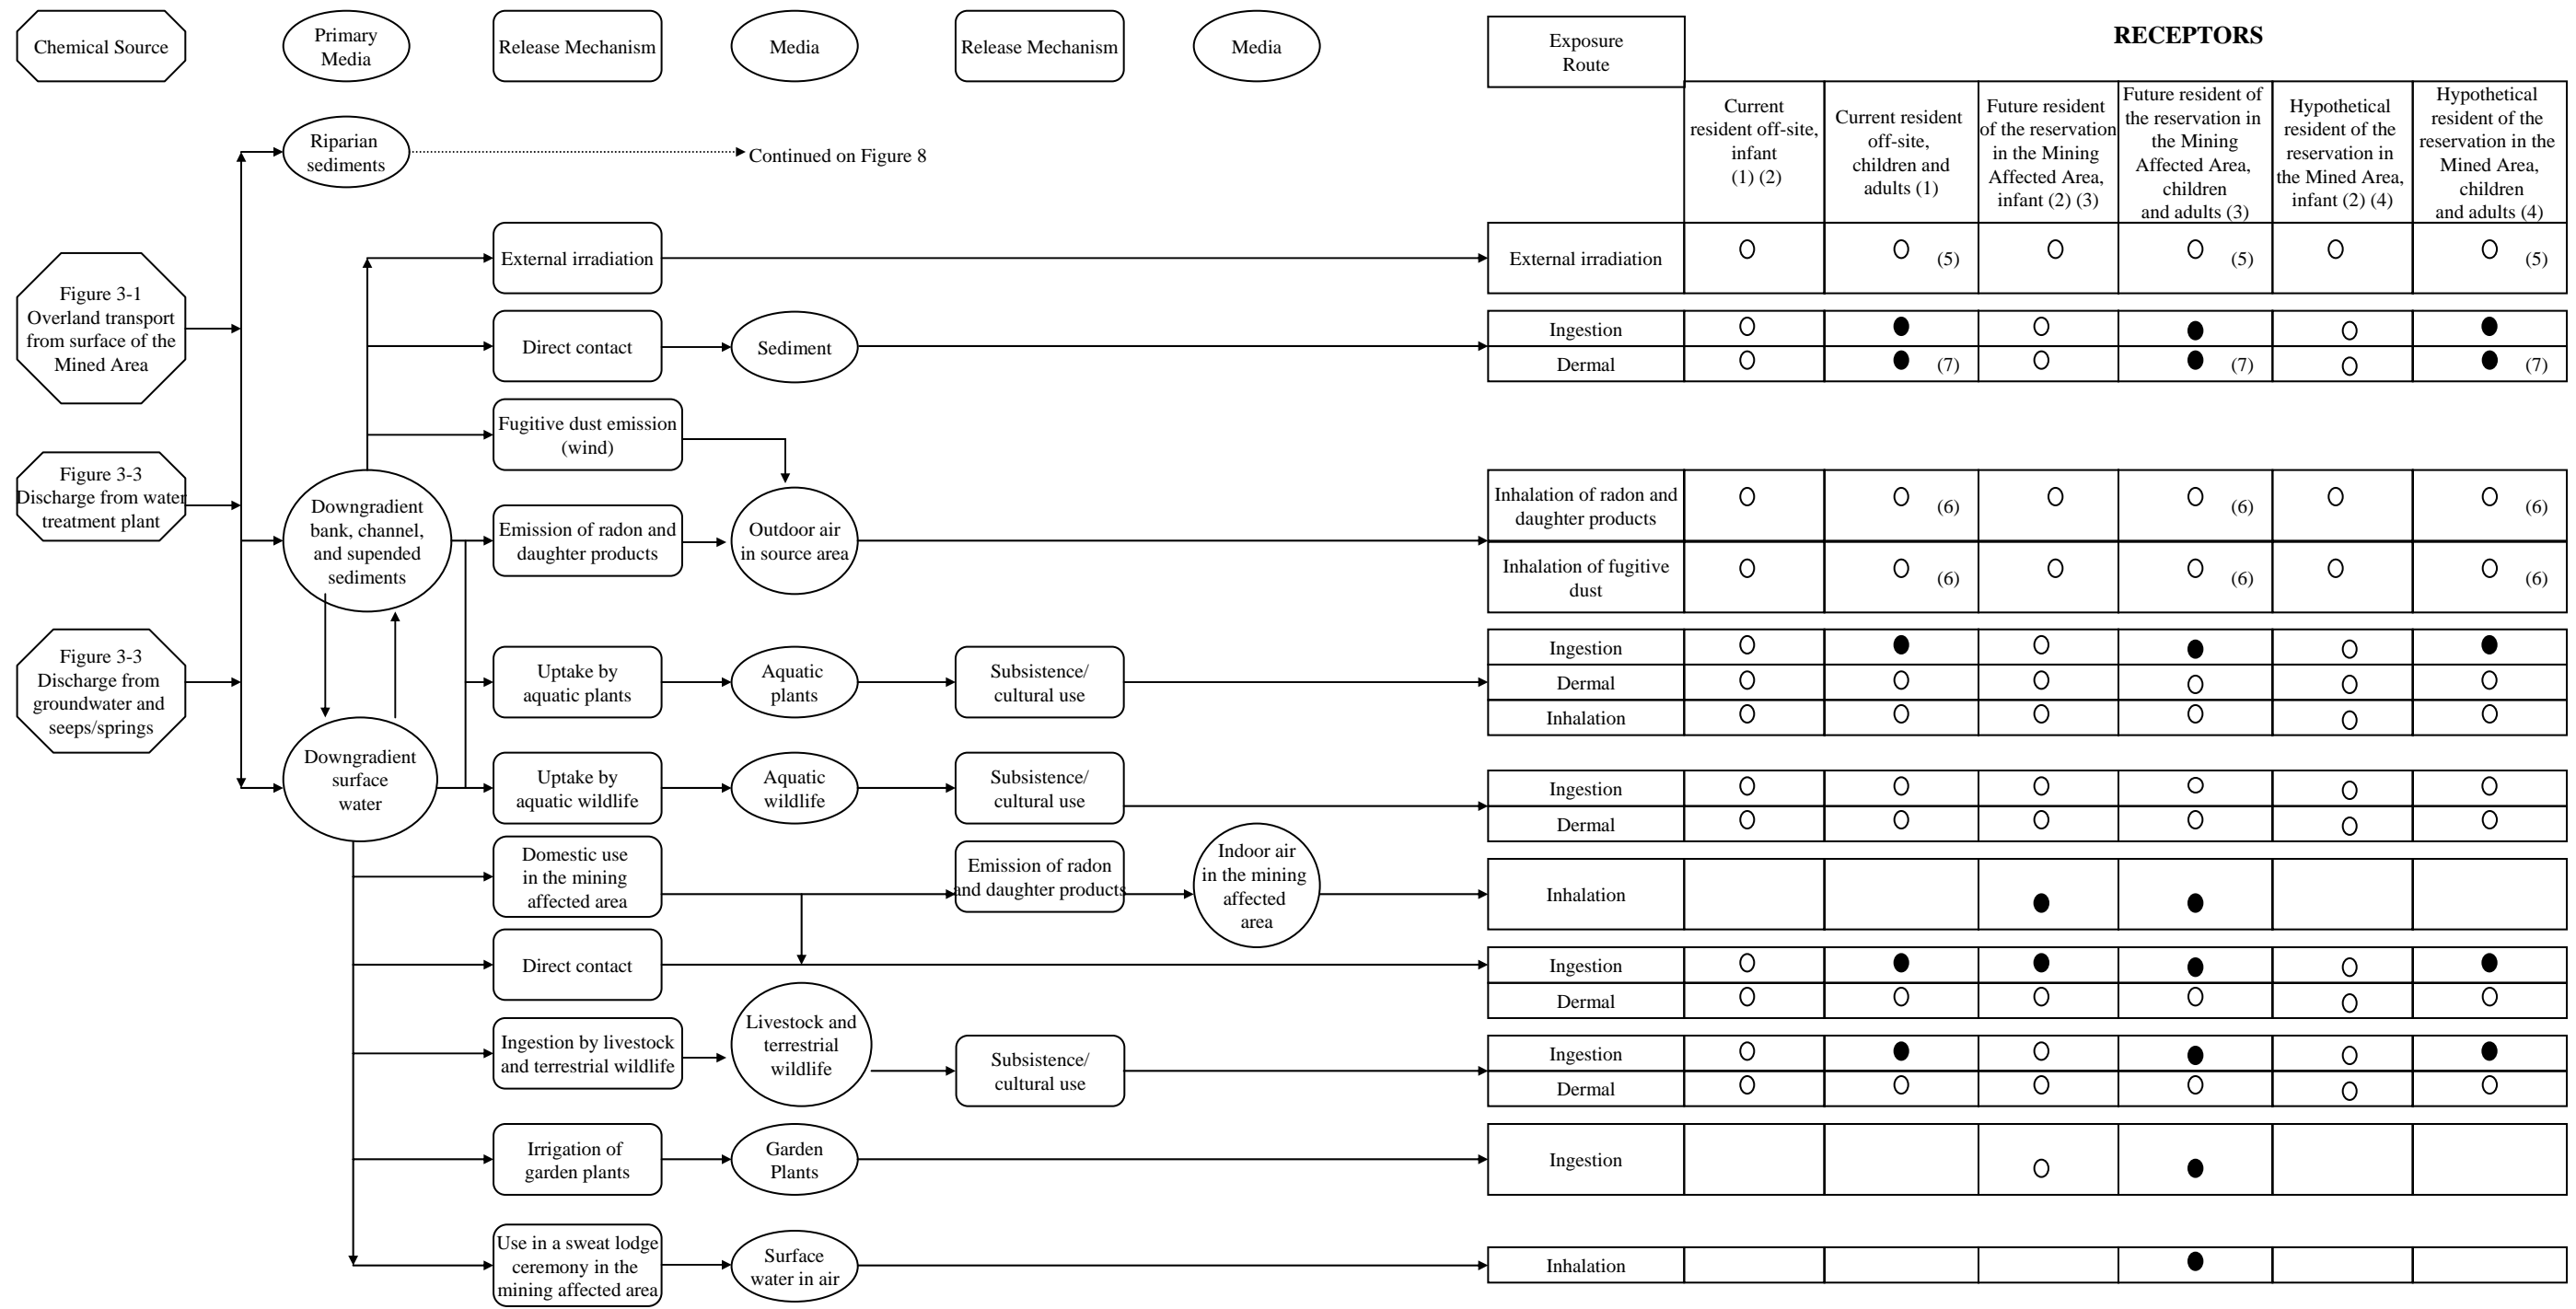 Chemical Source
Primary
Media
Release Mechanism
Media
Release Mechanism
Media
Exposure
Route
RECEPTORS
Current
resident off-site,
infant
(1) (2)
Current resident
off-site,
children and
adults (1)
Future resident
of the reservation
in the Mining
Affected Area,
infant (2) (3)
Future resident of
the reservation in
the Mining
Affected Area,
children
and adults (3)
Hypothetical
resident of the
reservation in
the Mined Area,
infant (2) (4)
Hypothetical
resident of the
reservation in the
Mined Area,
children
and adults (4)
Riparian
sediments
Continued on Figure 8
Figure 3-1
Overland transport
from surface of the
Mined Area
Figure 3-3
Discharge from water
treatment plant
Figure 3-3
Discharge from
groundwater and
seeps/springs
Downgradient
bank, channel,
and supended
sediments
Downgradient
surface
water
External irradiation
External irradiation
(5)
(5)
(5)
Direct contact
Sediment
Ingestion
Dermal
(7)
(7)
(7)
Fugitive dust emission
(wind)
Emission of radon and
daughter products
Outdoor air
in source area
Inhalation of radon and
daughter products
(6)
(6)
(6)
Inhalation of fugitive
dust
(6)
(6)
(6)
Uptake by
aquatic plants
Aquatic
plants
Subsistence/
cultural use
Ingestion
Dermal
Inhalation
Uptake by
aquatic wildlife
Aquatic
wildlife
Subsistence/
cultural use
Ingestion
Dermal
Domestic use
in the mining
affected area
Emission of radon
and daughter products
Indoor air
in the mining
affected
area
Inhalation
Direct contact
Ingestion
Dermal
Ingestion by livestock
and terrestrial wildlife
Livestock and
terrestrial
wildlife
Subsistence/
cultural use
Ingestion
Dermal
Irrigation of
garden plants
Garden
Plants
Ingestion
Use in a sweat lodge
ceremony in the
mining affected area
Surface
water in air
Inhalation